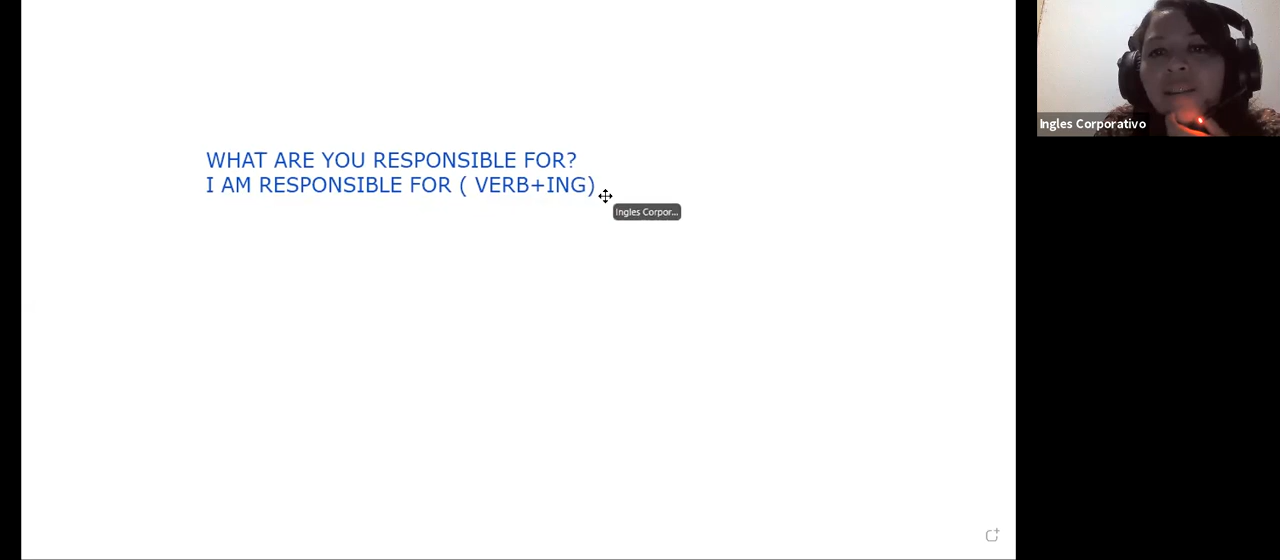 WHAT ARE YOU RESPONSIBLE FOR?
I AM RESPONSIBLE FOR ( VERB+ING)
Ingles Corpor...
Ingles Corporativo